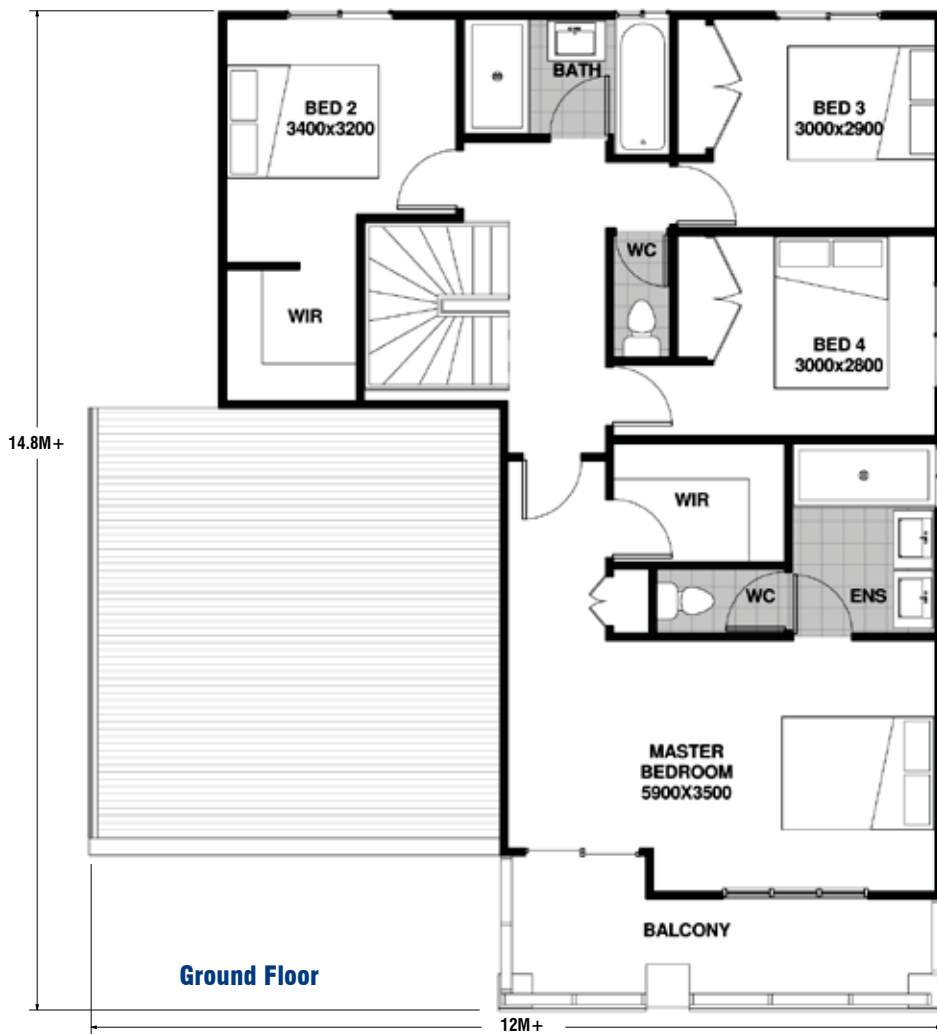 BED 2
3400x3200
BATH
BED 3
3000x2900
WC
WIR
BED 4
3000x2800
14.8M+
WIR
WC
ENS
MASTER
BEDROOM
5900X3500
BALCONY
Ground Floor
12M+